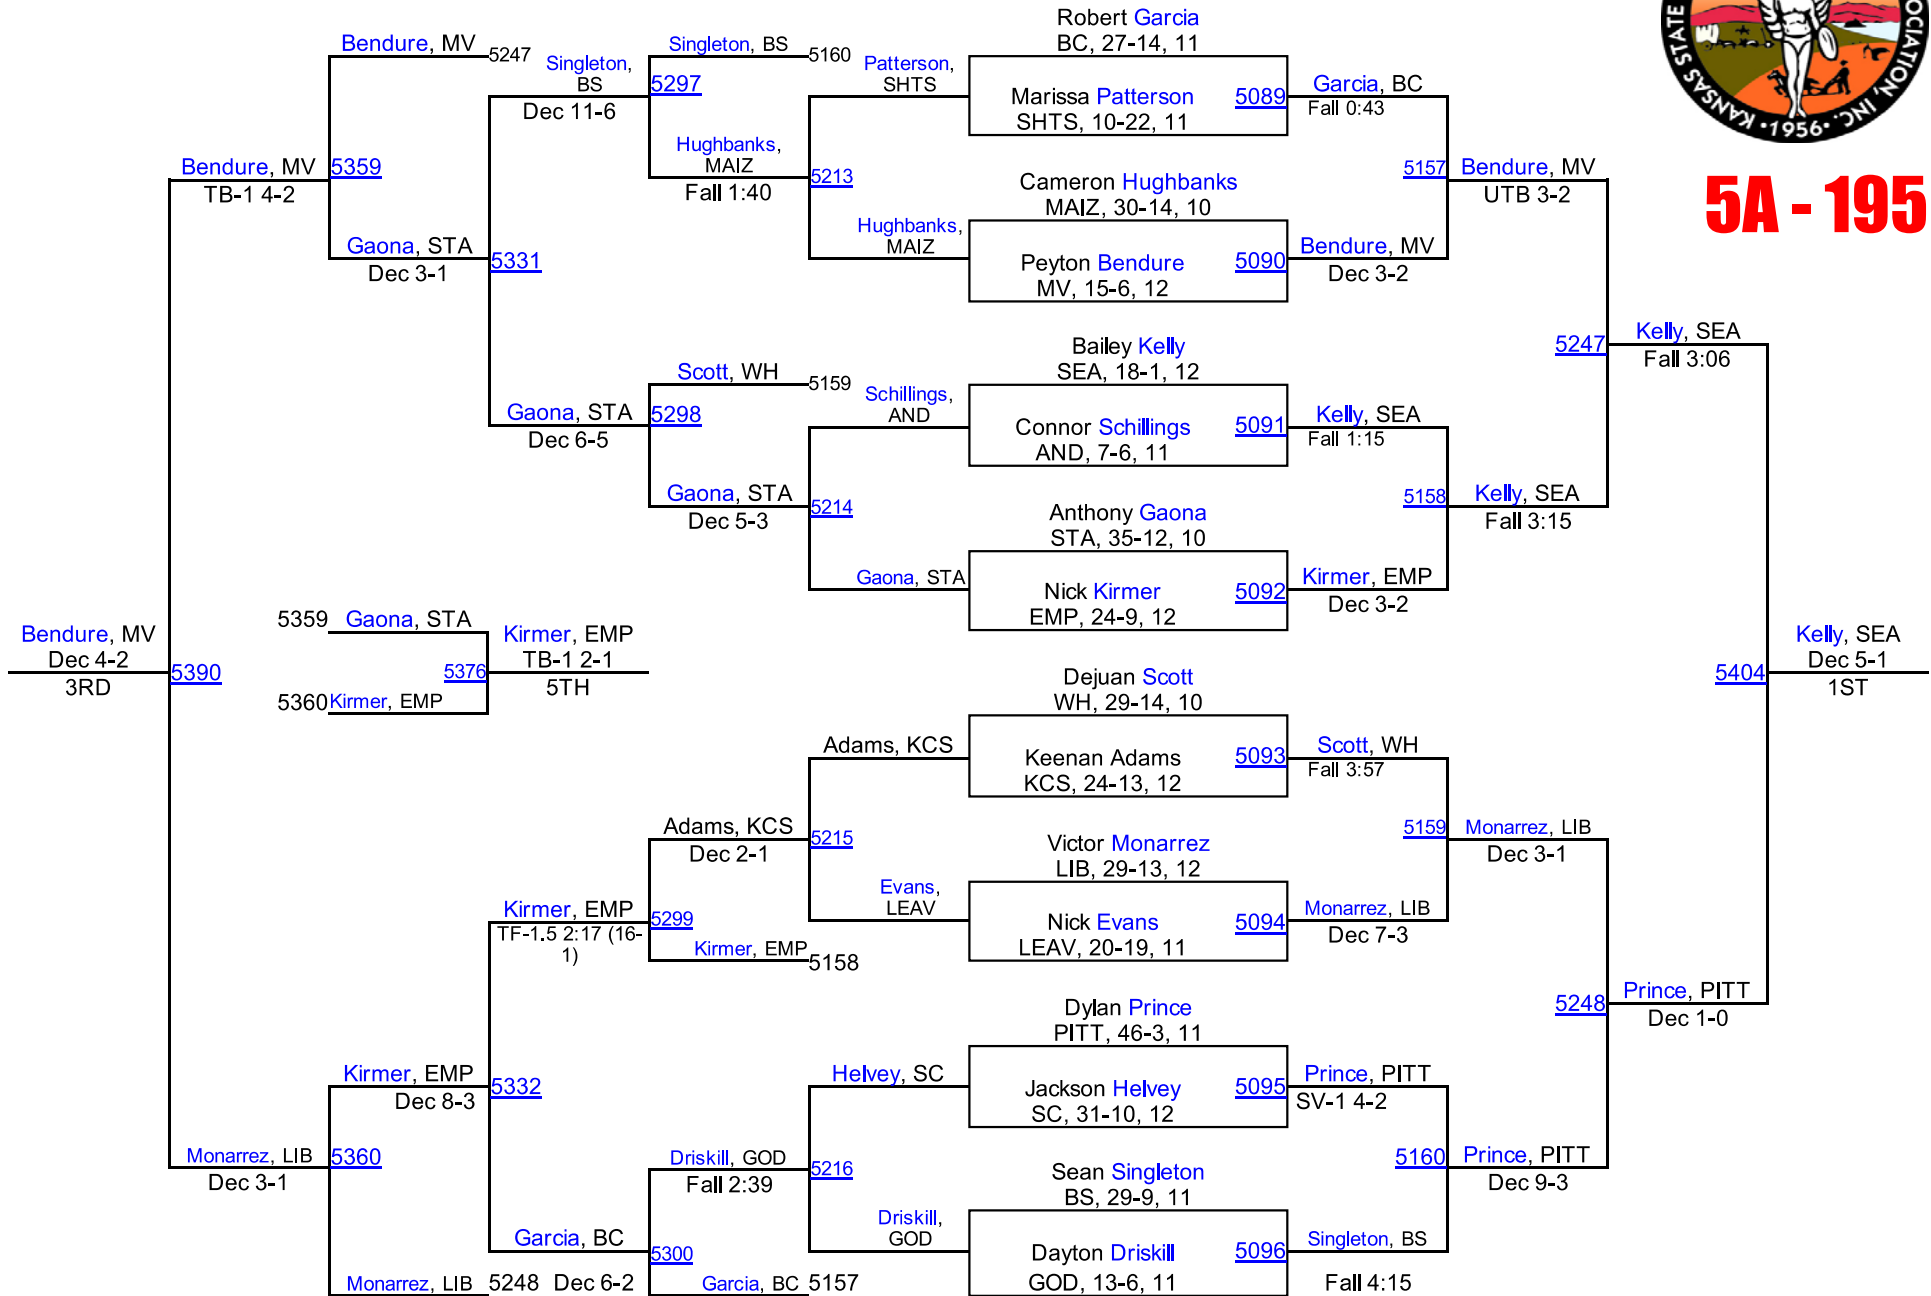 KANSAS STATE
OCIATION, INC.
•1956•
5A - 195
Robert Garcia
BC, 27-14, 11
Marissa Patterson
SHTS, 10-22, 11
5089
Cameron Hughbanks
MAIZ, 30-14, 10
Peyton Bendure
MV, 15-6, 12
5090
Bailey Kelly
SEA, 18-1, 12
Connor Schillings
AND, 7-6, 11
5091
Anthony Gaona
STA, 35-12, 10
Nick Kirmer
EMP, 24-9, 12
5092
Dejuan Scott
WH, 29-14, 10
Keenan Adams
KCS, 24-13, 12
5093
Victor Monarrez
LIB, 29-13, 12
Nick Evans
LEAV, 20-19, 11
5094
Dylan Prince
PITT, 46-3, 11
Jackson Helvey
SC, 31-10, 12
5095
Sean Singleton
BS, 29-9, 11
Dayton Driskill
GOD, 13-6, 11
5096
Garcia, BC
Fall 0:43
5157
Bendure, MV
Dec 3-2
Kelly, SEA
Fall 1:15
5158
Kirmer, EMP
Dec 3-2
Scott, WH
Fall 3:57
5159
Monarrez, LIB
Dec 7-3
Prince, PITT
SV-1 4-2
5160
Singleton, BS
Fall 4:15
Bendure, MV
UTB 3-2
5247
Kelly, SEA
Fall 3:15
Monarrez, LIB
Dec 3-1
5248
Prince, PITT
Dec 9-3
Kelly, SEA
Fall 3:06
5404
Prince, PITT
Dec 1-0
Kelly, SEA
Dec 5-1
1ST
Patterson,
SHTS
5213
Hughbanks,
MAIZ
Schillings,
AND
5214
Gaona, STA
Adams, KCS
5215
Evans,
LEAV
Helvey, SC
5216
Driskill,
GOD
Singleton, BS
5160
5297
Hughbanks,
MAIZ
Fall 1:40
Scott, WH
5159
5298
Gaona, STA
Dec 5-3
Adams, KCS
Dec 2-1
5299
Kirmer, EMP
5158
Driskill, GOD
Fall 2:39
5300
Garcia, BC
5157
Singleton,
BS
Dec 11-6
5331
Gaona, STA
Dec 6-5
Kirmer, EMP
TF-1.5 2:17 (16-
1)
5332
Garcia, BC
Dec 6-2
Bendure, MV
5247
5359
Gaona, STA
Dec 3-1
Kirmer, EMP
Dec 8-3
5360
Monarrez, LIB
5248
Bendure, MV
TB-1 4-2
5390
Monarrez, LIB
Dec 3-1
Bendure, MV
Dec 4-2
3RD
5359
Gaona, STA
5376
5360
Kirmer, EMP
Kirmer, EMP
TB-1 2-1
5TH